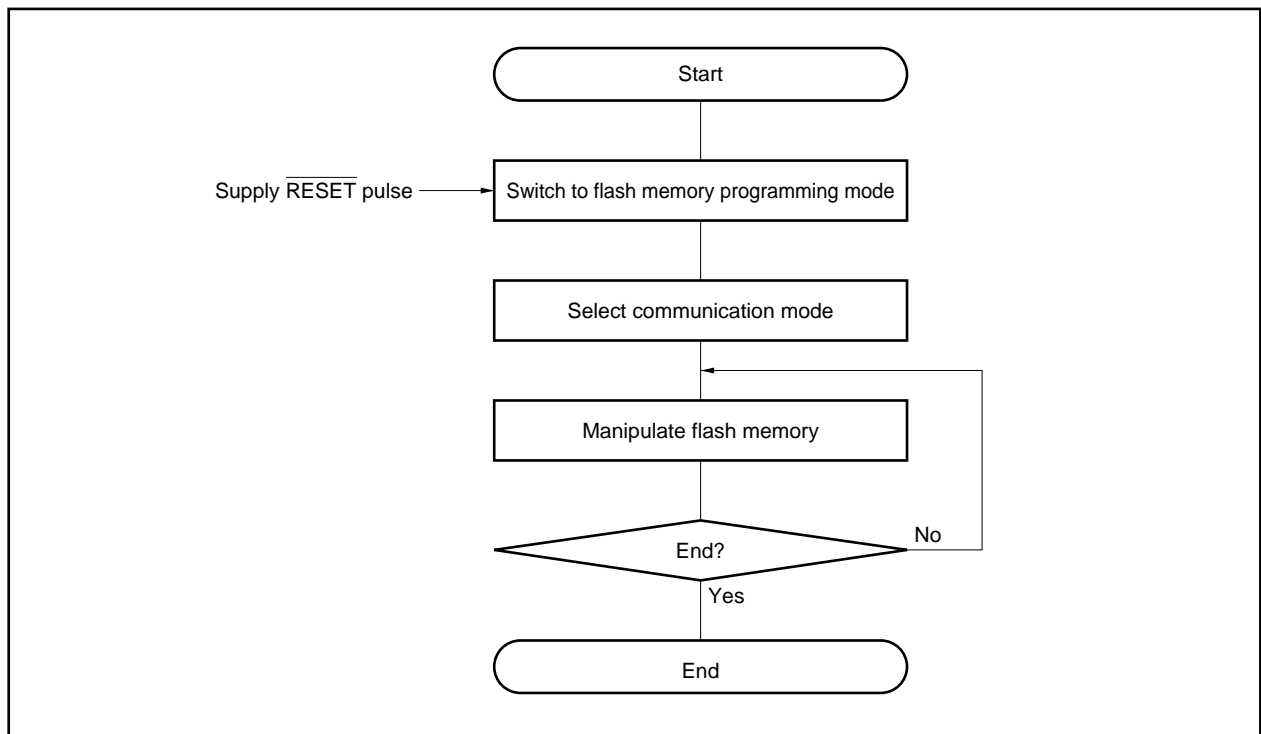 Start
Supply RESET pulse
Switch to flash memory programming mode
Select communication mode
Manipulate flash memory
End?
No
Yes
End